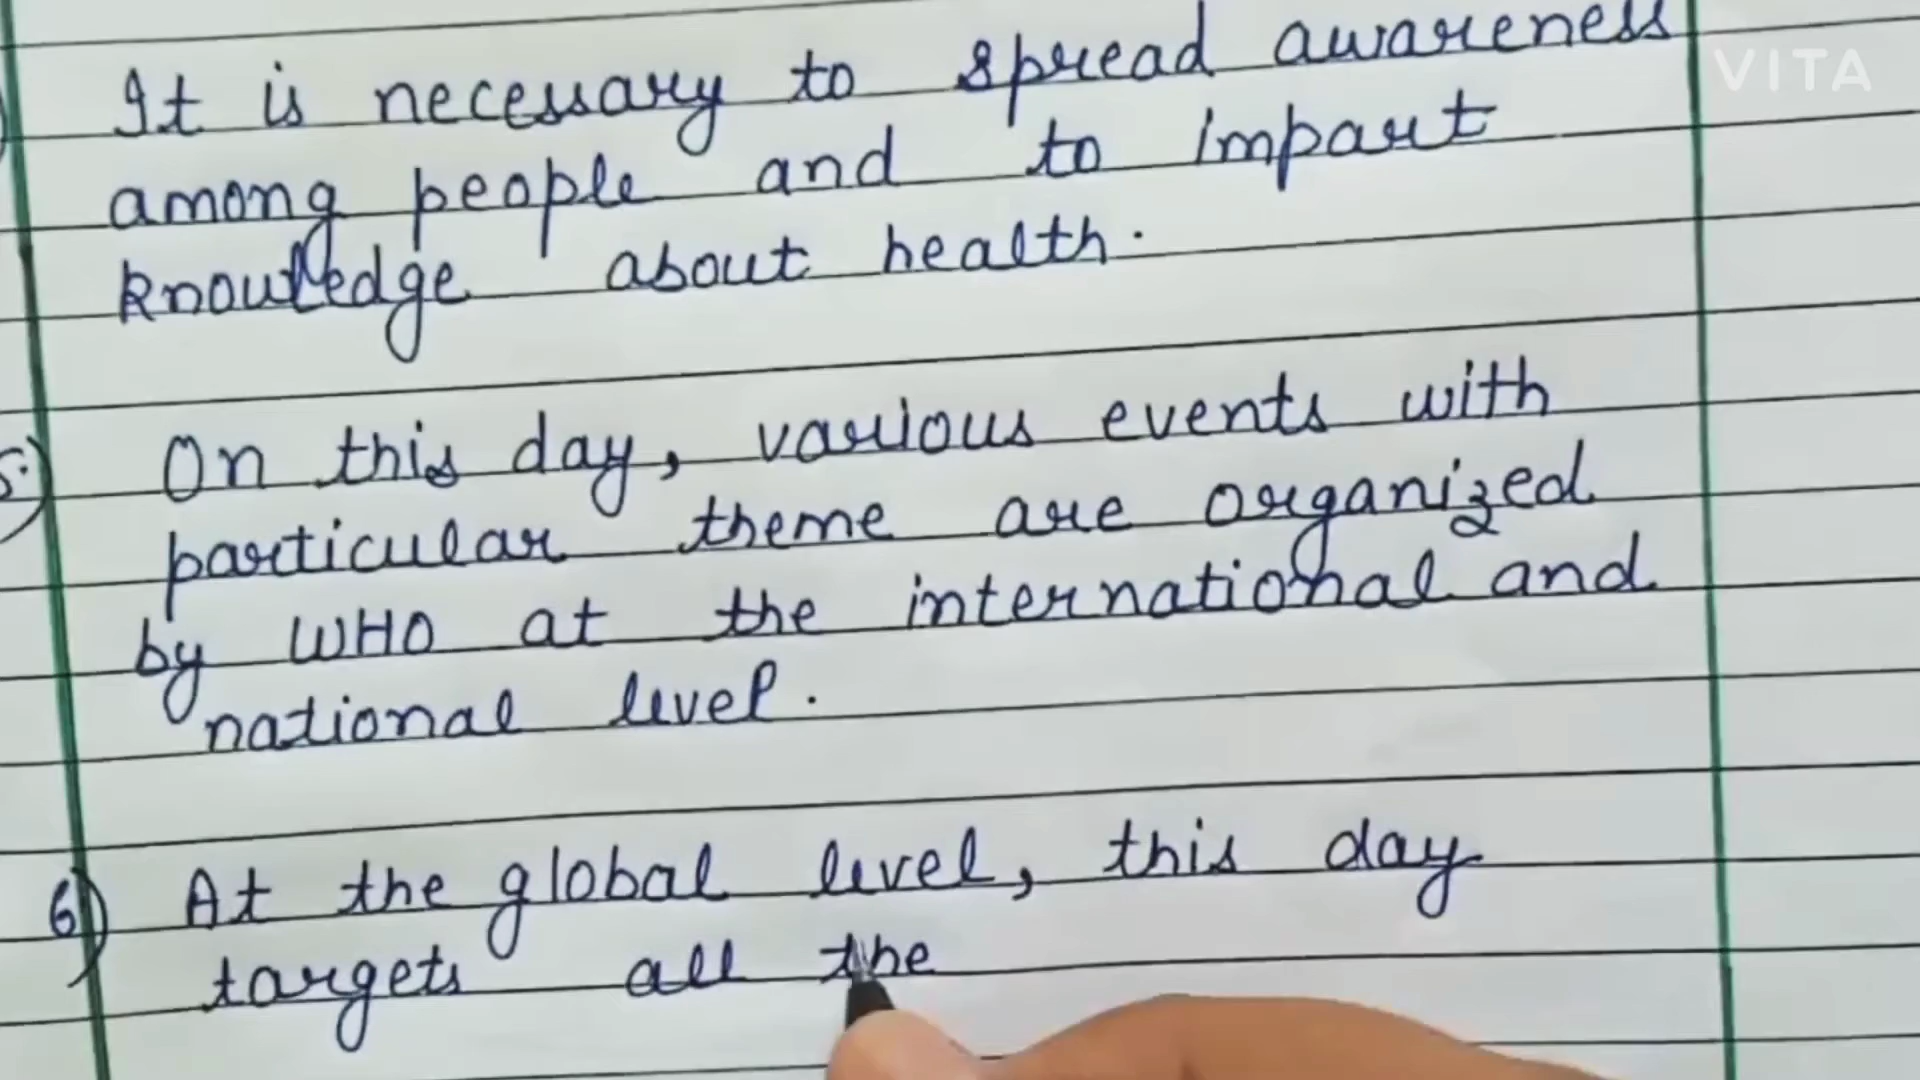 It is necessary to spread awareness
VITA
among people and to impart
knowledge about health.
5.) On this day, various events with
particular theme are organized
by WHO at the international and
national level.
6) At the global level, this day
targets all the